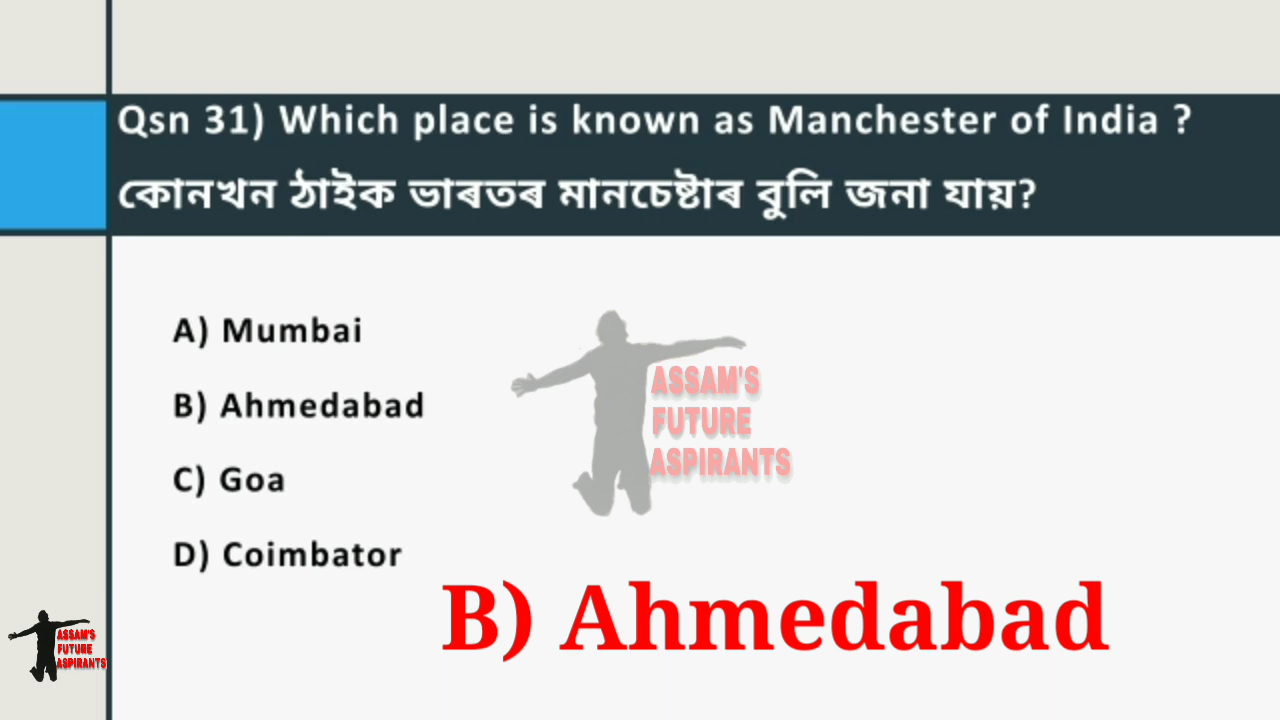 Qsn 31) Which place is known as Manchester of India ?
কোনখন ঠাইক ভাৰতৰ মানচেষ্টাৰ বুলি জনা যায়?
A) Mumbai
B) Ahmedabad
C) Goa
D) Coimbator
ASSAM'S
FUTURE
ASPIRANTS
B) Ahmedabad
ASSAM'S
FUTURE
ASPIRANTS